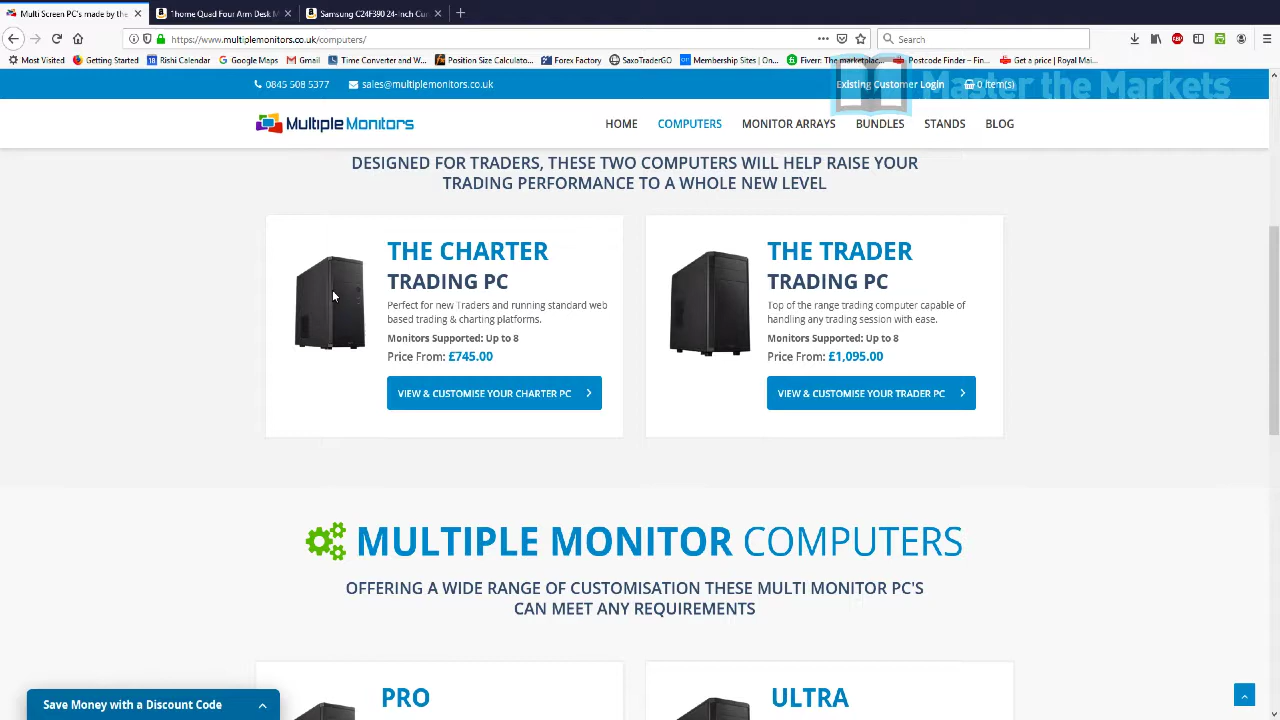 Multi Screen PC's made by the
1home Quad Four Arm Desk M
Samsung C24F390 24-Inch Cur
https://www.multiplemonitors.co.uk/computers/
Search
Most Visited
Getting Started
Rishi Calendar
Google Maps
Gmail
Time Converter and W
Position Size Calculato...
Forex Factory
SaxoTraderGO
Membership Sites | On...
Fiverr: The marketplac...
Postcode Finder - Fin...
Get a price | Royal Mai...
0845 508 5377
sales@multiplemonitors.co.uk
Existing Customer Login
0 item(s)
Master the Markets
Multiple Monitors
HOME
COMPUTERS
MONITOR ARRAYS
BUNDLES
STANDS
BLOG
DESIGNED FOR TRADERS, THESE TWO COMPUTERS WILL HELP RAISE YOUR
TRADING PERFORMANCE TO A WHOLE NEW LEVEL
THE CHARTER
TRADING PC
Perfect for new Traders and running standard web
based trading & charting platforms.
Monitors Supported: Up to 8
Price From: £745.00
VIEW & CUSTOMISE YOUR CHARTER PC
THE TRADER
TRADING PC
Top of the range trading computer capable of
handling any trading session with ease.
Monitors Supported: Up to 8
Price From: £1,095.00
VIEW & CUSTOMISE YOUR TRADER PC
MULTIPLE MONITOR COMPUTERS
OFFERING A WIDE RANGE OF CUSTOMISATION THESE MULTI MONITOR PC'S
CAN MEET ANY REQUIREMENTS
PRO
ULTRA
Save Money with a Discount Code